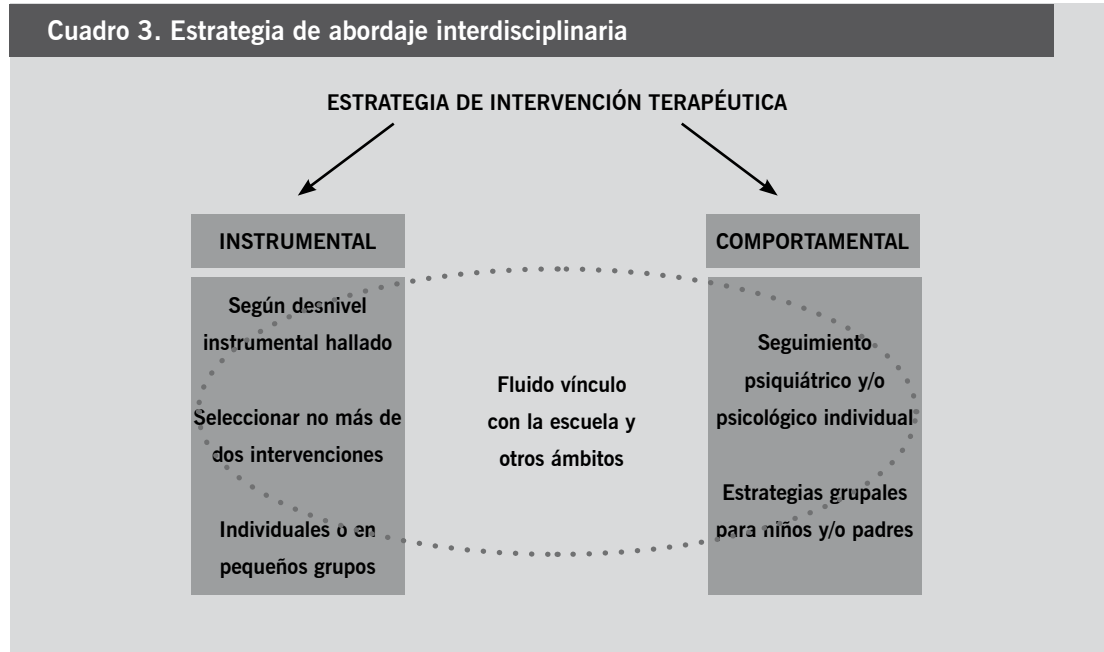 Cuadro 3. Estrategia de abordaje interdisciplinaria
ESTRATEGIA DE INTERVENCIÓN TERAPÉUTICA
INSTRUMENTAL
Según desnivel
instrumental hallado
Seleccionar no más de
dos intervenciones
Individuales o en
pequeños grupos
Fluido vínculo
con la escuela y
otros ámbitos
COMPORTAMENTAL
Seguimiento
psiquiátrico y/o
psicológico individual
Estrategias grupales
para niños y/o padres